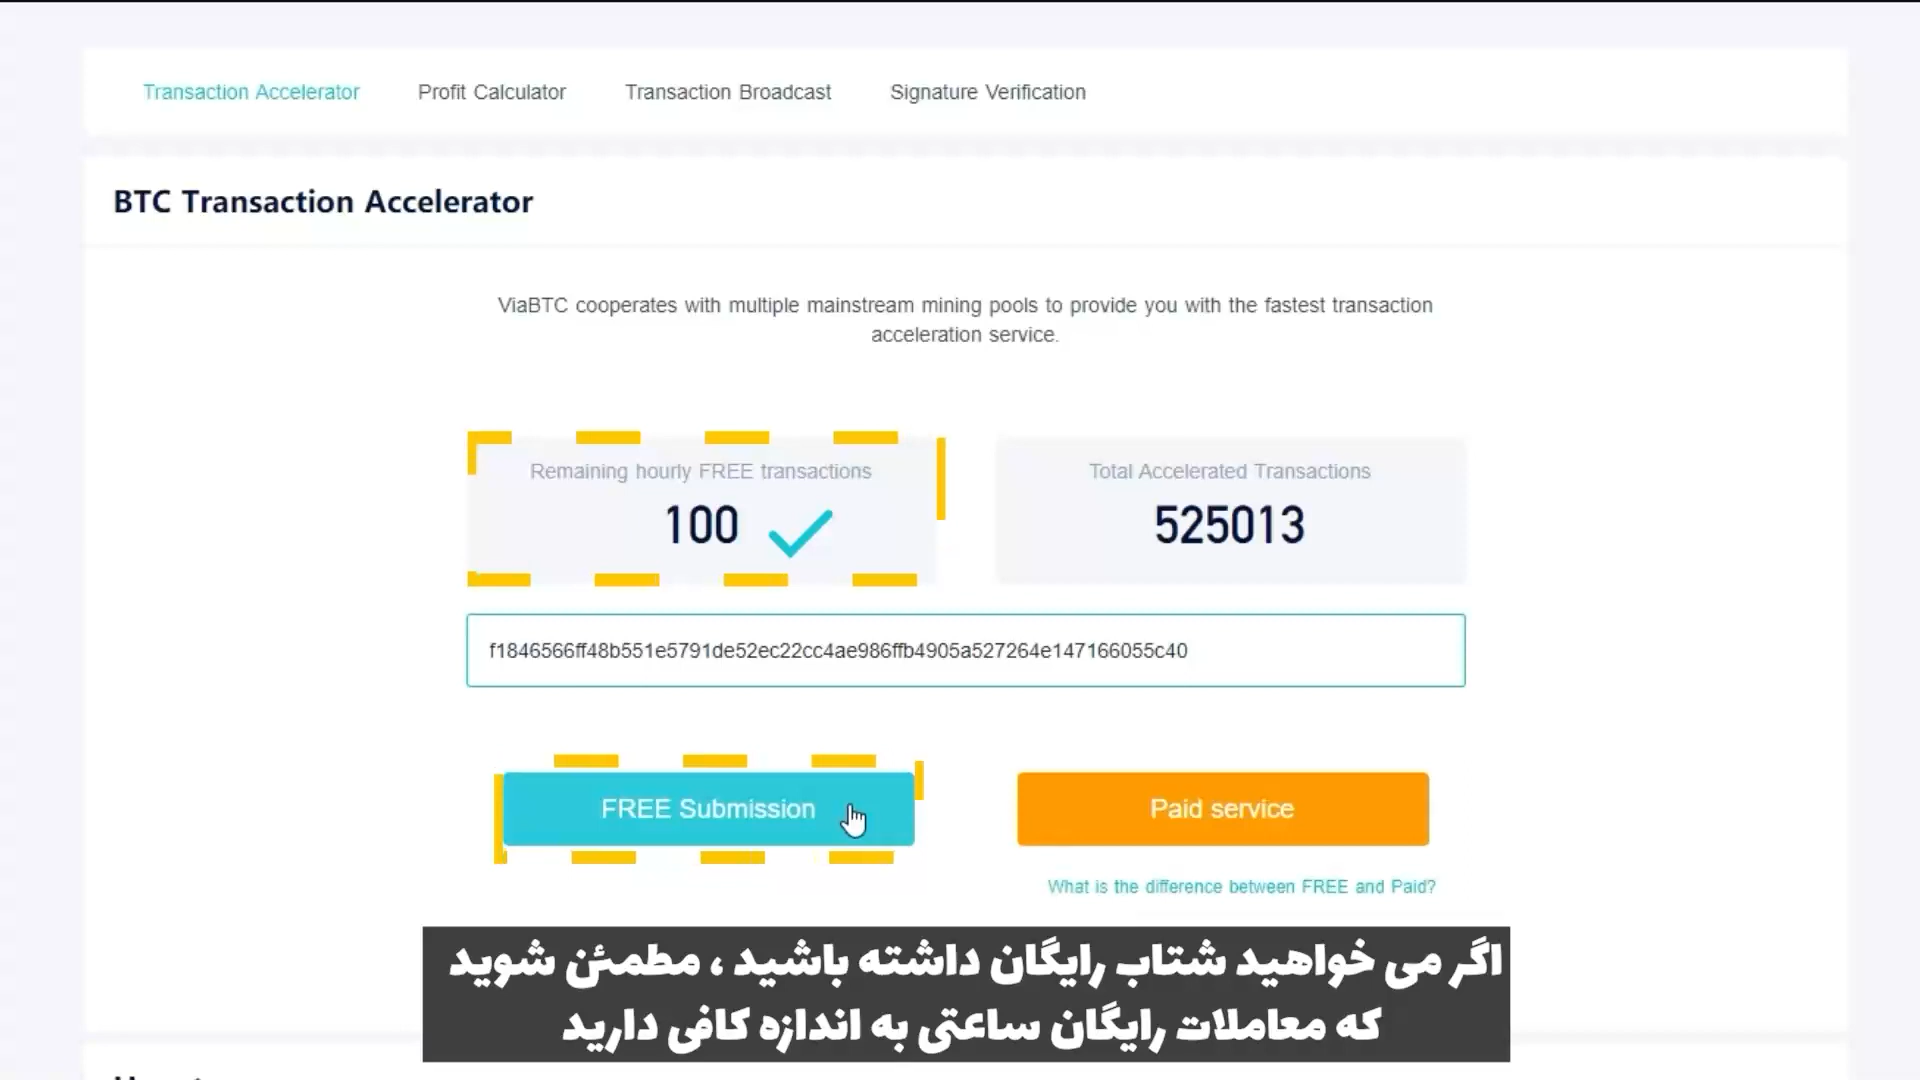 Transaction Accelerator Profit Calculator Transaction Broadcast Signature Verification
BTC Transaction Accelerator
ViaBTC cooperates with multiple mainstream mining pools to provide you with the fastest transaction
acceleration service.
Remaining hourly FREE transactions
100
Total Accelerated Transactions
525013
f1846566ff48b551e5791de52ec22cc4ae986ffb4905a527264e147166055c40
FREE Submission
Paid service
What is the difference between FREE and Paid?
اگر می خواهید شتاب رایگان داشته باشید ، مطمئن شوید
که معاملات رایگان ساعتی به اندازه کافی دارید